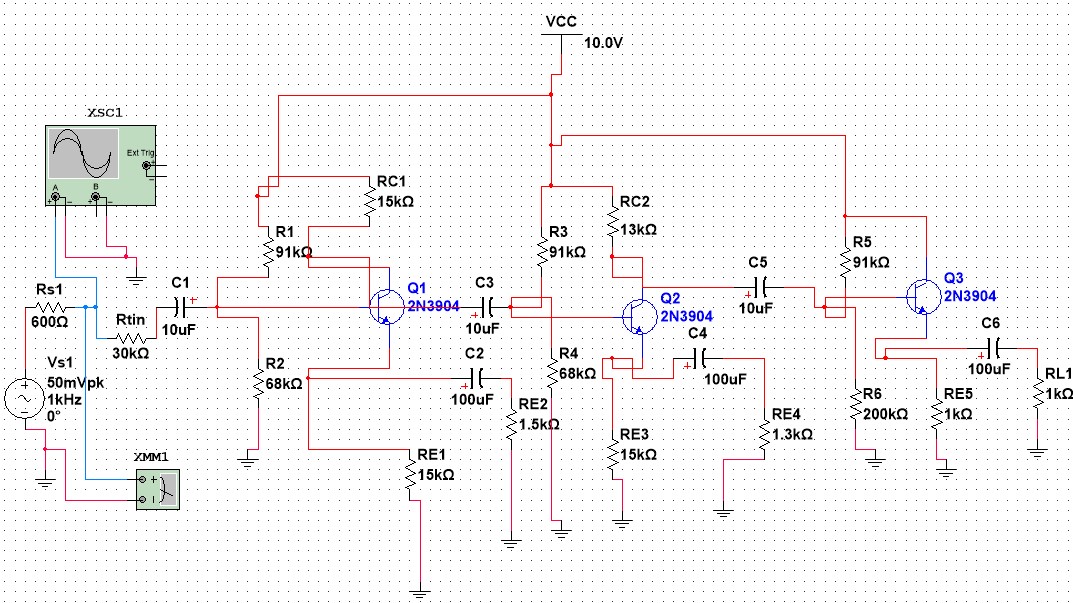 VCC
10.0V
XSC1
Ext Trig
+
_
A
B
+
_
+
_
RC1
15kΩ
RC2
13kΩ
R1
91kΩ
R3
91kΩ
R5
91kΩ
C1
+
10uF
Q1
2N3904
C3
+
10uF
Q2
2N3904
C5
+
10uF
Q3
2N3904
Rs1
600Ω
Rtin
30kΩ
C4
+
100uF
C6
+
100uF
Vs1
50mVpk
1kHz
0°
R2
68kΩ
C2
+
100uF
R4
68kΩ
RL1
1kΩ
RE2
1.5kΩ
RE4
1.3kΩ
R6
200kΩ
RE5
1kΩ
RE1
15kΩ
RE3
15kΩ
XMM1